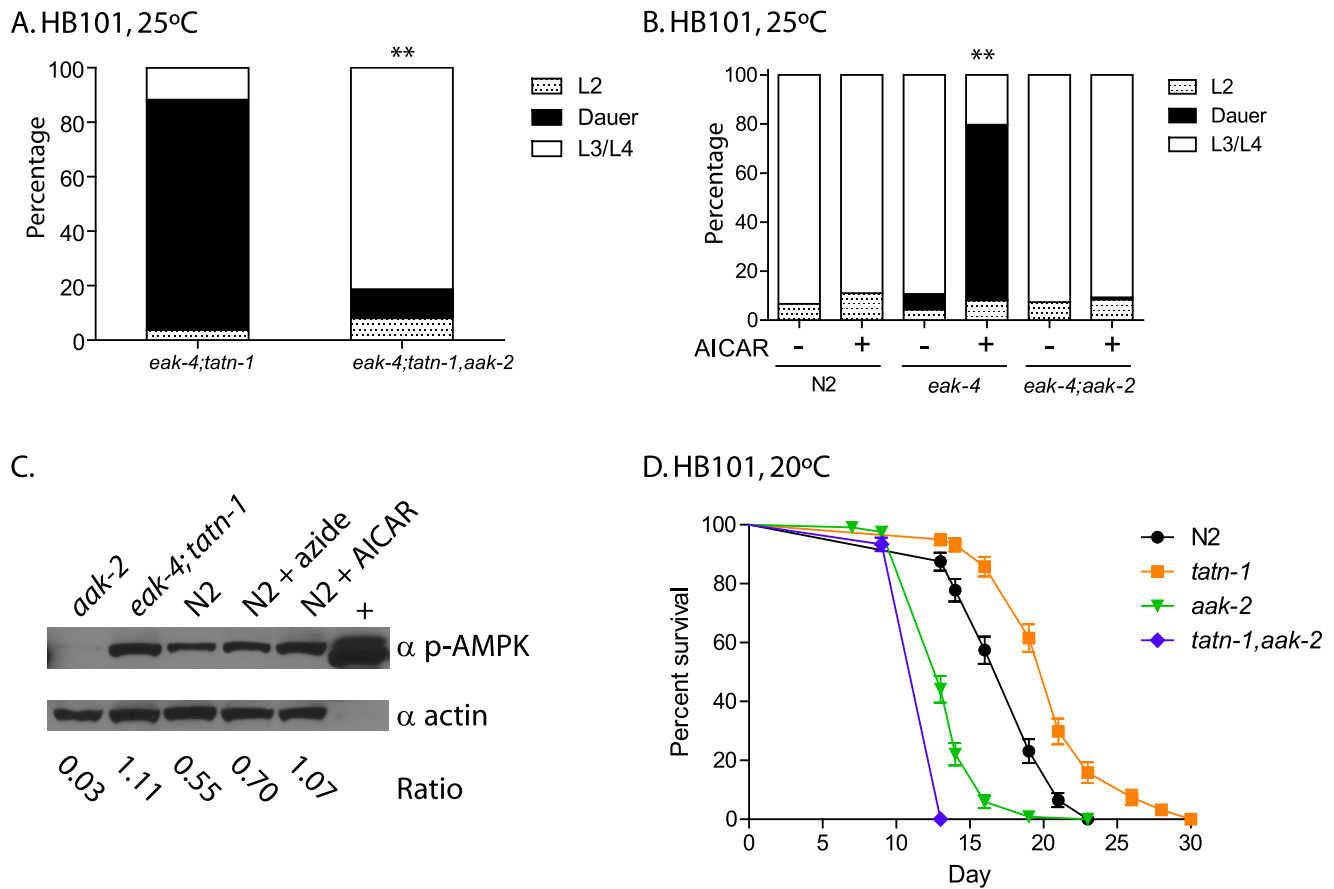 A. HB101, 25ºC
**
100
80
60
40
20
0
Percentage
eak-4;tatn-1
eak-4;tatn-1,aak-2
L2
Dauer
L3/L4
B. HB101, 25ºC
**
100
80
60
40
20
0
Percentage
AICAR - + - + - +
N2 eak-4 eak-4;aak-2
L2
Dauer
L3/L4
C.
aak-2 eak-4;tatn-1 N2 N2 + azide N2 + AICAR +
α p-AMPK
α actin
0.03 1.11 0.55 0.70 1.07 Ratio
D. HB101, 20ºC
100
80
60
40
20
0
Percent survival
0 5 10 15 20 25 30
Day
N2
tatn-1
aak-2
tatn-1,aak-2